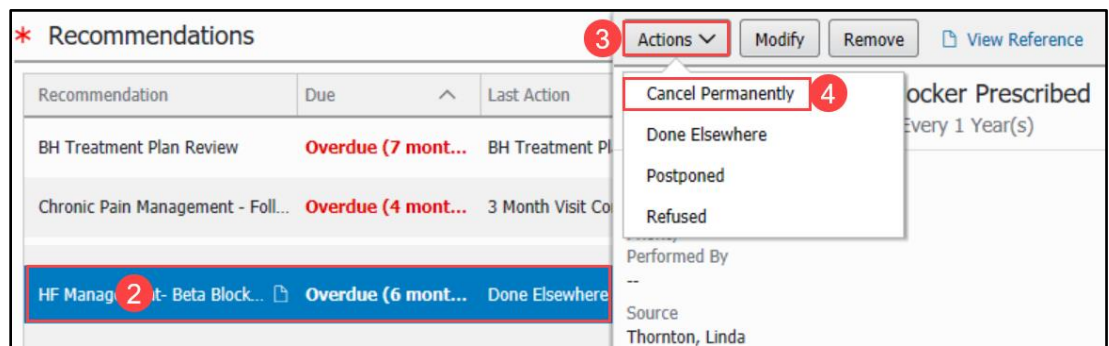 * Recommendations
3 Actions Modify Remove View Reference
Recommendation Due Last Action
Cancel Permanently 4
Done Elsewhere
Postponed
Refused
ocker Prescribed
Every 1 Year(s)
BH Treatment Plan Review Overdue (7 mont... BH Treatment Pl
Chronic Pain Management - Foll... Overdue (4 mont... 3 Month Visit Co
HF Manag 2 t- Beta Block... Overdue (6 mont... Done Elsewhere
Performed By
--
Source
Thornton, Linda